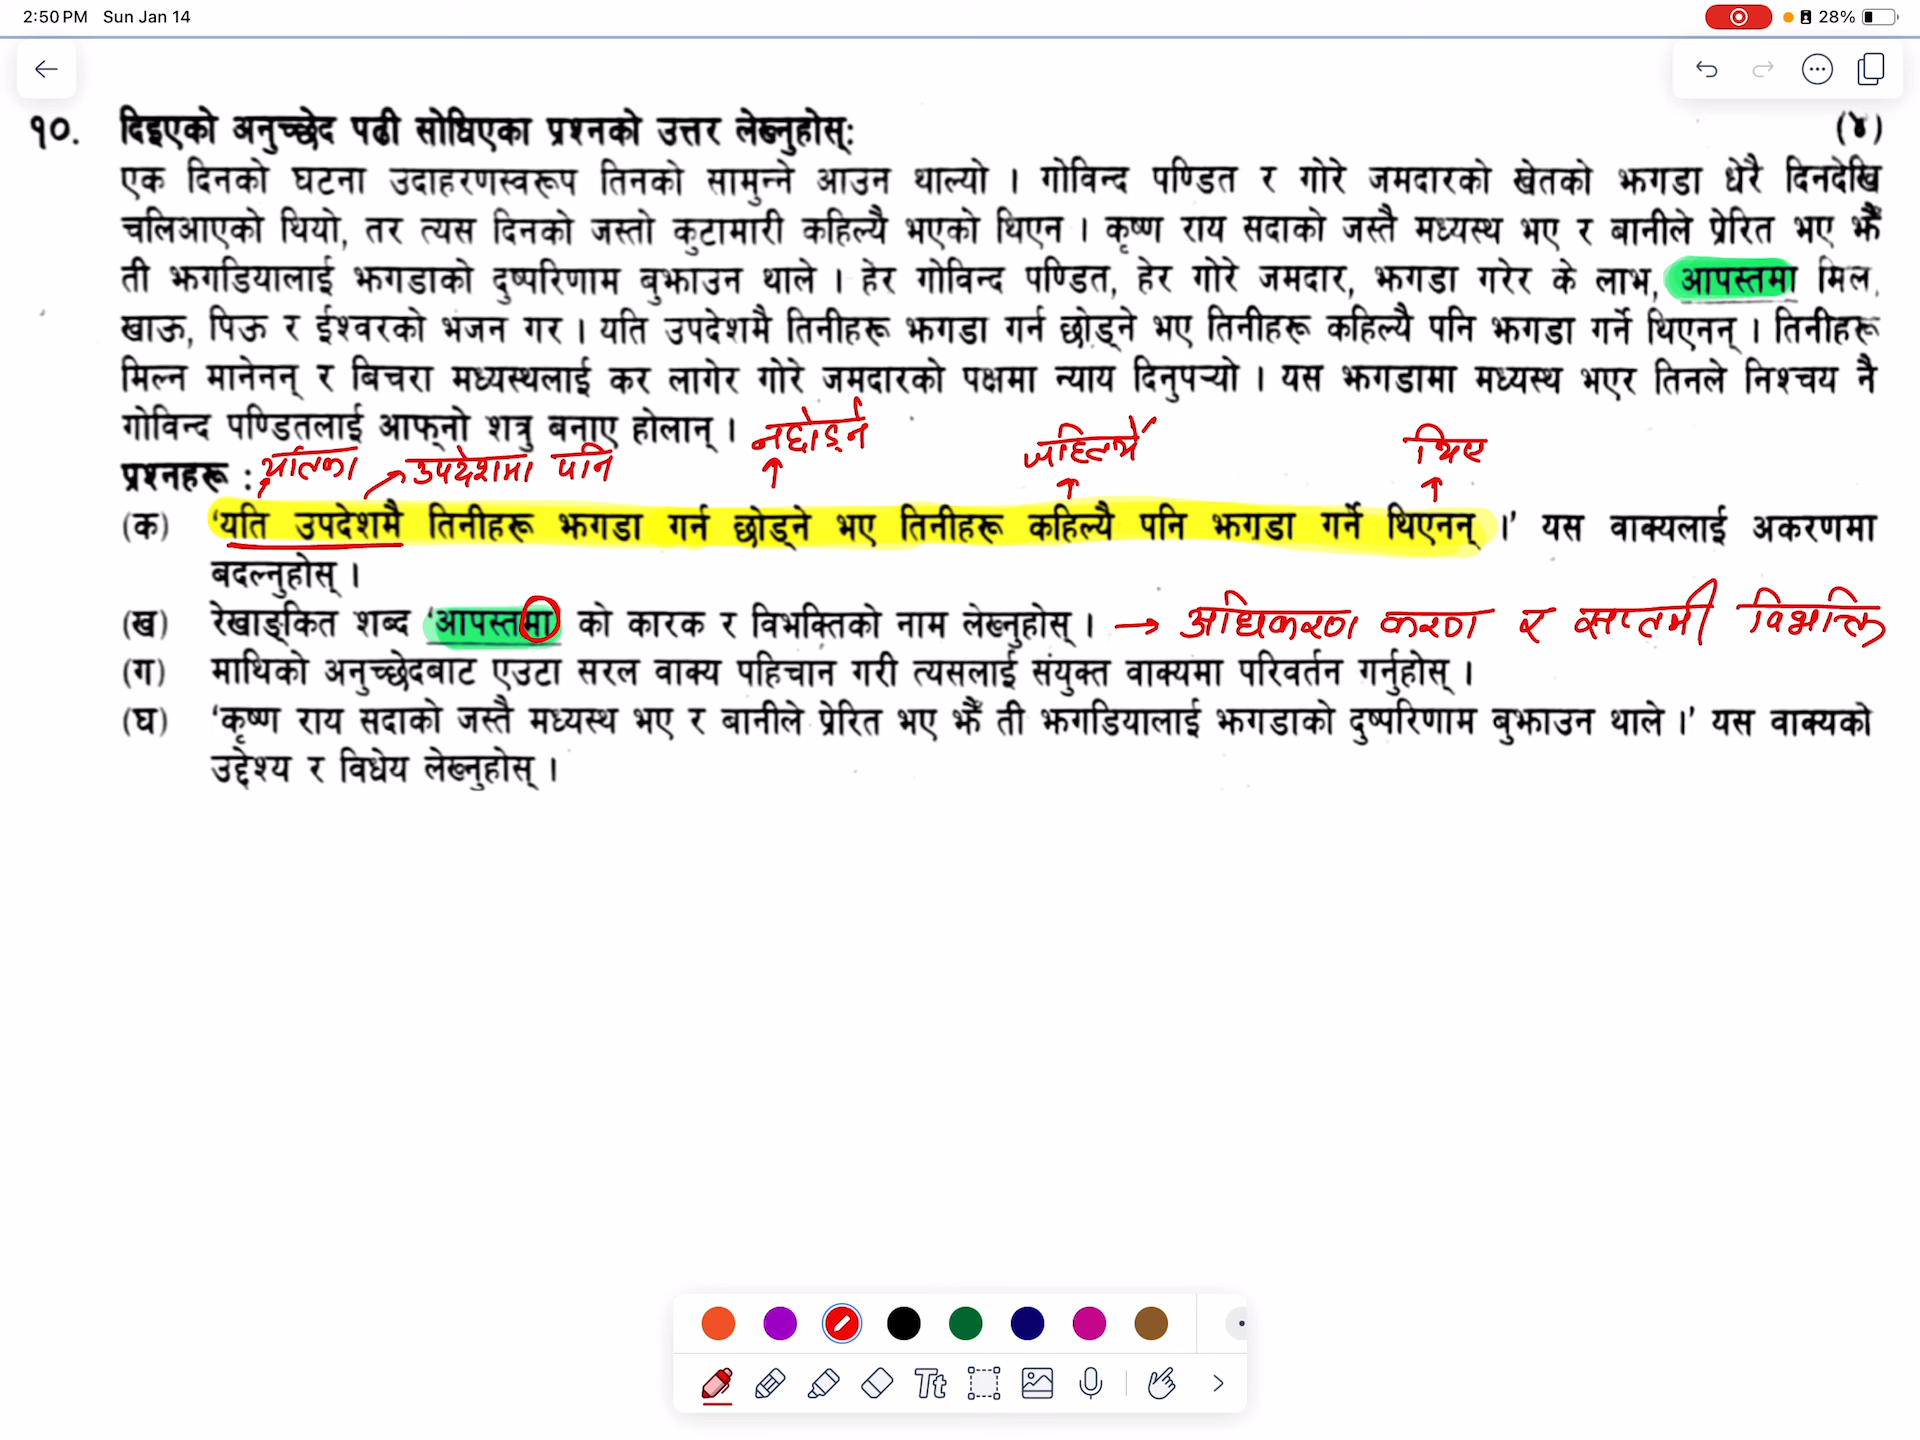 2:50 PM Sun Jan 14
28%
१०. दिइएको अनुच्छेद पढी सोधिएका प्रश्नको उत्तर लेख्नुहोस्: (४)
एक दिनको घटना उदाहरणस्वरूप तिनको सामुन्ने आउन थाल्यो । गोविन्द पण्डित र गोरे जमदारको खेतको झगडा धेरै दिनदेखि
चलिआएको थियो, तर त्यस दिनको जस्तो कुटामारी कहिल्यै भएको थिएन । कृष्ण राय सदाको जस्तै मध्यस्थ भए र बानीले प्रेरित भए झैँ
ती झगडियालाई झगडाको दुष्परिणाम बुझाउन थाले । हेर गोविन्द पण्डित, हेर गोरे जमदार, झगडा गरेर के लाभ, आपस्तमा मिल,
खाऊ, पिऊ र ईश्वरको भजन गर । यति उपदेशमै तिनीहरू झगडा गर्न छोड्ने भए तिनीहरू कहिल्यै पनि झगडा गर्ने थिएनन् । तिनीहरू
मिल्न मानेनन् र बिचरा मध्यस्थलाई कर लागेर गोरे जमदारको पक्षमा न्याय दिनुपऱ्यो । यस झगडामा मध्यस्थ भएर तिनले निश्चय नै
गोविन्द पण्डितलाई आफ्नो शत्रु बनाए होलान् ।
नछोड्ने जहिल्यै थिए
प्रश्नहरू : यतिका उपदेशमा पनि
(क) ‘यति उपदेशमै तिनीहरू झगडा गर्न छोड्ने भए तिनीहरू कहिल्यै पनि झगडा गर्ने थिएनन् ।’ यस वाक्यलाई अकरणमा
बदल्नुहोस् ।
(ख) रेखाङ्कित शब्द ‘आपस्तमा’ को कारक र विभक्तिको नाम लेख्नुहोस् । → अधिकरण करण र सप्तमी विभक्ति
(ग) माथिको अनुच्छेदबाट एउटा सरल वाक्य पहिचान गरी त्यसलाई संयुक्त वाक्यमा परिवर्तन गर्नुहोस् ।
(घ) ‘कृष्ण राय सदाको जस्तै मध्यस्थ भए र बानीले प्रेरित भए झैँ ती झगडियालाई झगडाको दुष्परिणाम बुझाउन थाले ।’ यस वाक्यको
उद्देश्य र विधेय लेख्नुहोस् ।
Tt